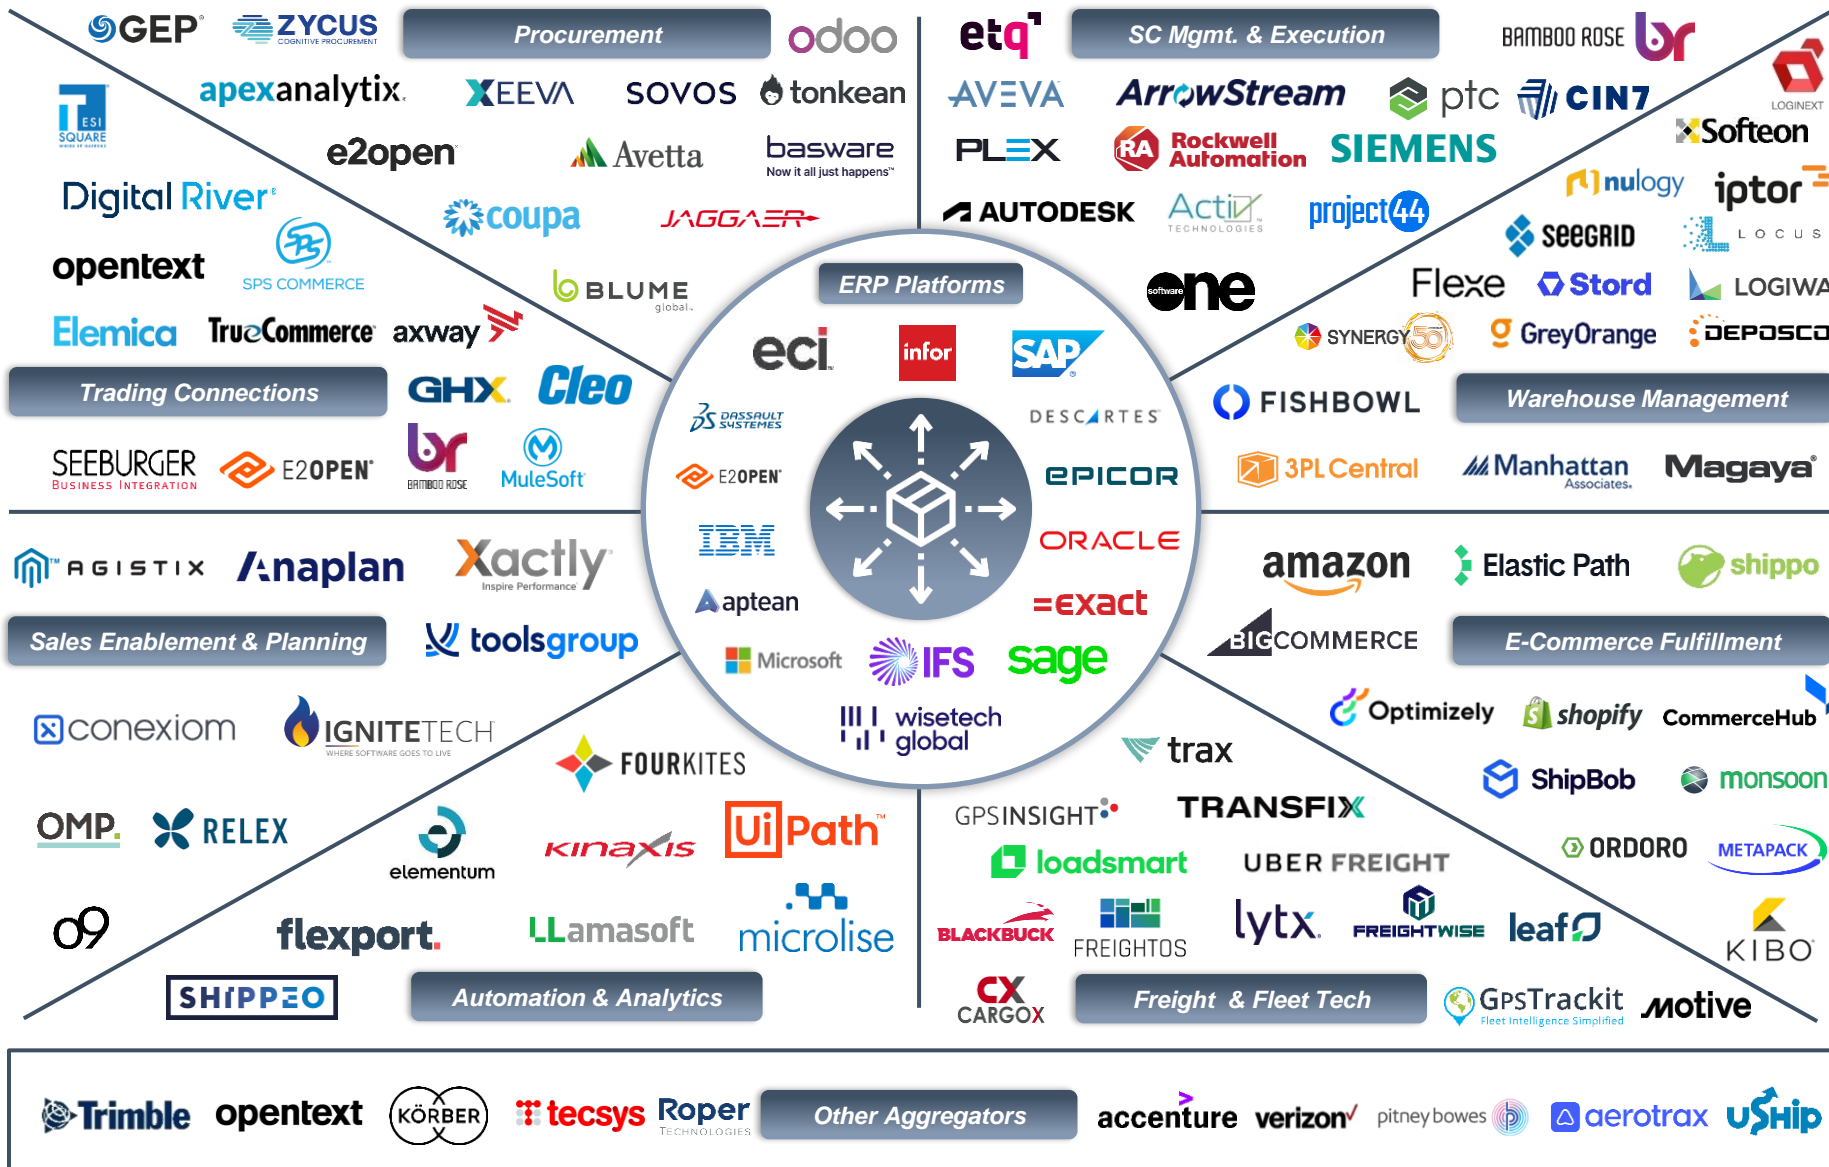 GEP
ZYCUS
COGNITIVE PROCUREMENT
Procurement
odoo
TESI
SQUARE
apexanalytix
XEEVA
SOVOS
tonkean
e2open
Avetta
basware
Now it all just happens™
coupa
JAGGAER
BLUME
global
etq
SC Mgmt. & Execution
BAMBOO ROSE
br
AVEVA
ArrowStream
ptc
CIN7
PLEX
RA
Rockwell
Automation
SIEMENS
AUTODESK
Activ
TECHNOLOGIES
project44
software
one
LOGINEXT
Softeon
nulogy
iptor
SEEGRID
LOCUS
Flexe
Stord
LOGIWA
SYNERGY
50
GreyOrange
DEPOSCO
FISHBOWL
Warehouse Management
3PL Central
Manhattan
Associates
Magaya
Digital River
opentext
SPS
SPS COMMERCE
Elemica
TrueCommerce
axway
Trading Connections
GHX
Cleo
SEEBURGER
BUSINESS INTEGRATION
E2OPEN
br
BAMBOO ROSE
MuleSoft
ERP Platforms
eci
infor
SAP
DASSAULT
SYSTEMES
DESCARTES
E2OPEN
EPICOR
IBM
ORACLE
aptean
=exact
Microsoft
IFS
sage
wisetech
global
AGISTIX
Anaplan
Xactly
Inspire Performance
Sales Enablement & Planning
toolsgroup
conexiom
IGNITETECH
WHERE SOFTWARE GOES TO LIVE
OMP
RELEX
o9
amazon
Elastic Path
shippo
BIGCOMMERCE
E-Commerce Fulfillment
Optimizely
shopify
CommerceHub
ShipBob
monsoon
ORDORO
METAPACK
KIBO
FOURKITES
elementum
KINAXIS
UiPath™
flexport.
LLamasoft
microlise
SHIPPEO
Automation & Analytics
trax
GPSINSIGHT
TRANSFIX
loadsmart
UBER FREIGHT
BLACKBUCK
FREIGHTOS
lytx
FREIGHTWISE
leaf
CX
CARGOX
Freight & Fleet Tech
GPSTrackit
Fleet Intelligence Simplified
motive
Trimble
opentext
KÖRBER
tecsys
Roper
TECHNOLOGIES
Other Aggregators
accenture
verizon
pitney bowes
aerotrax
uShip